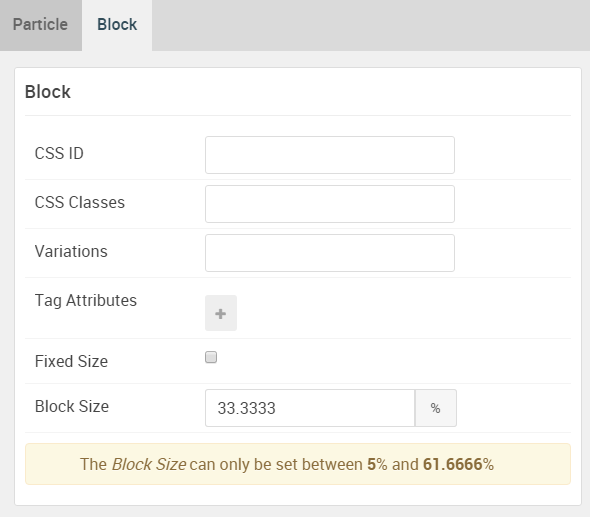 Particle Block
Block
CSS ID
CSS Classes
Variations
Tag Attributes
+
Fixed Size
Block Size 33.3333 %
The Block Size can only be set between 5% and 61.6666%